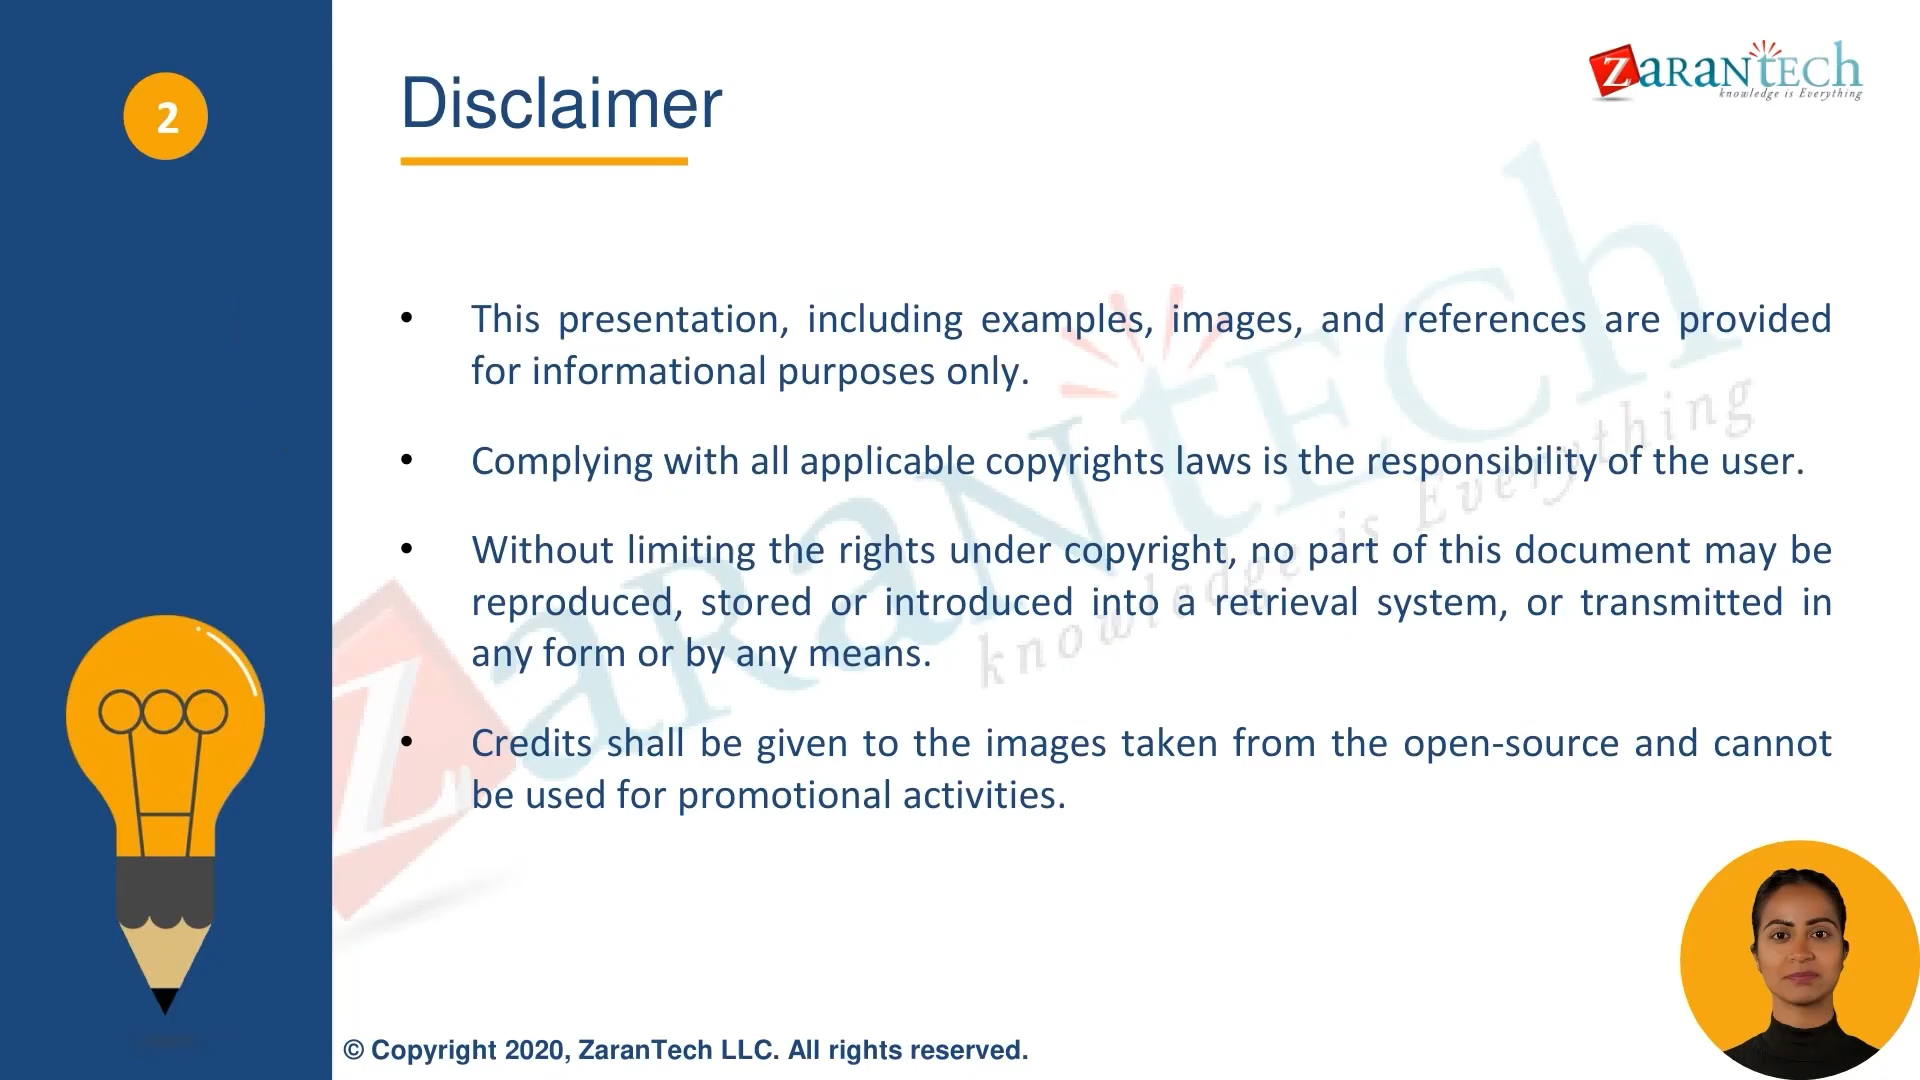 2
Disclaimer
ZaranTech
knowledge is Everything
• This presentation, including examples, images, and references are provided
for informational purposes only.
• Complying with all applicable copyrights laws is the responsibility of the user.
• Without limiting the rights under copyright, no part of this document may be
reproduced, stored or introduced into a retrieval system, or transmitted in
any form or by any means.
• Credits shall be given to the images taken from the open-source and cannot
be used for promotional activities.
ZaranTech
knowledge is Everything
© Copyright 2020, ZaranTech LLC. All rights reserved.